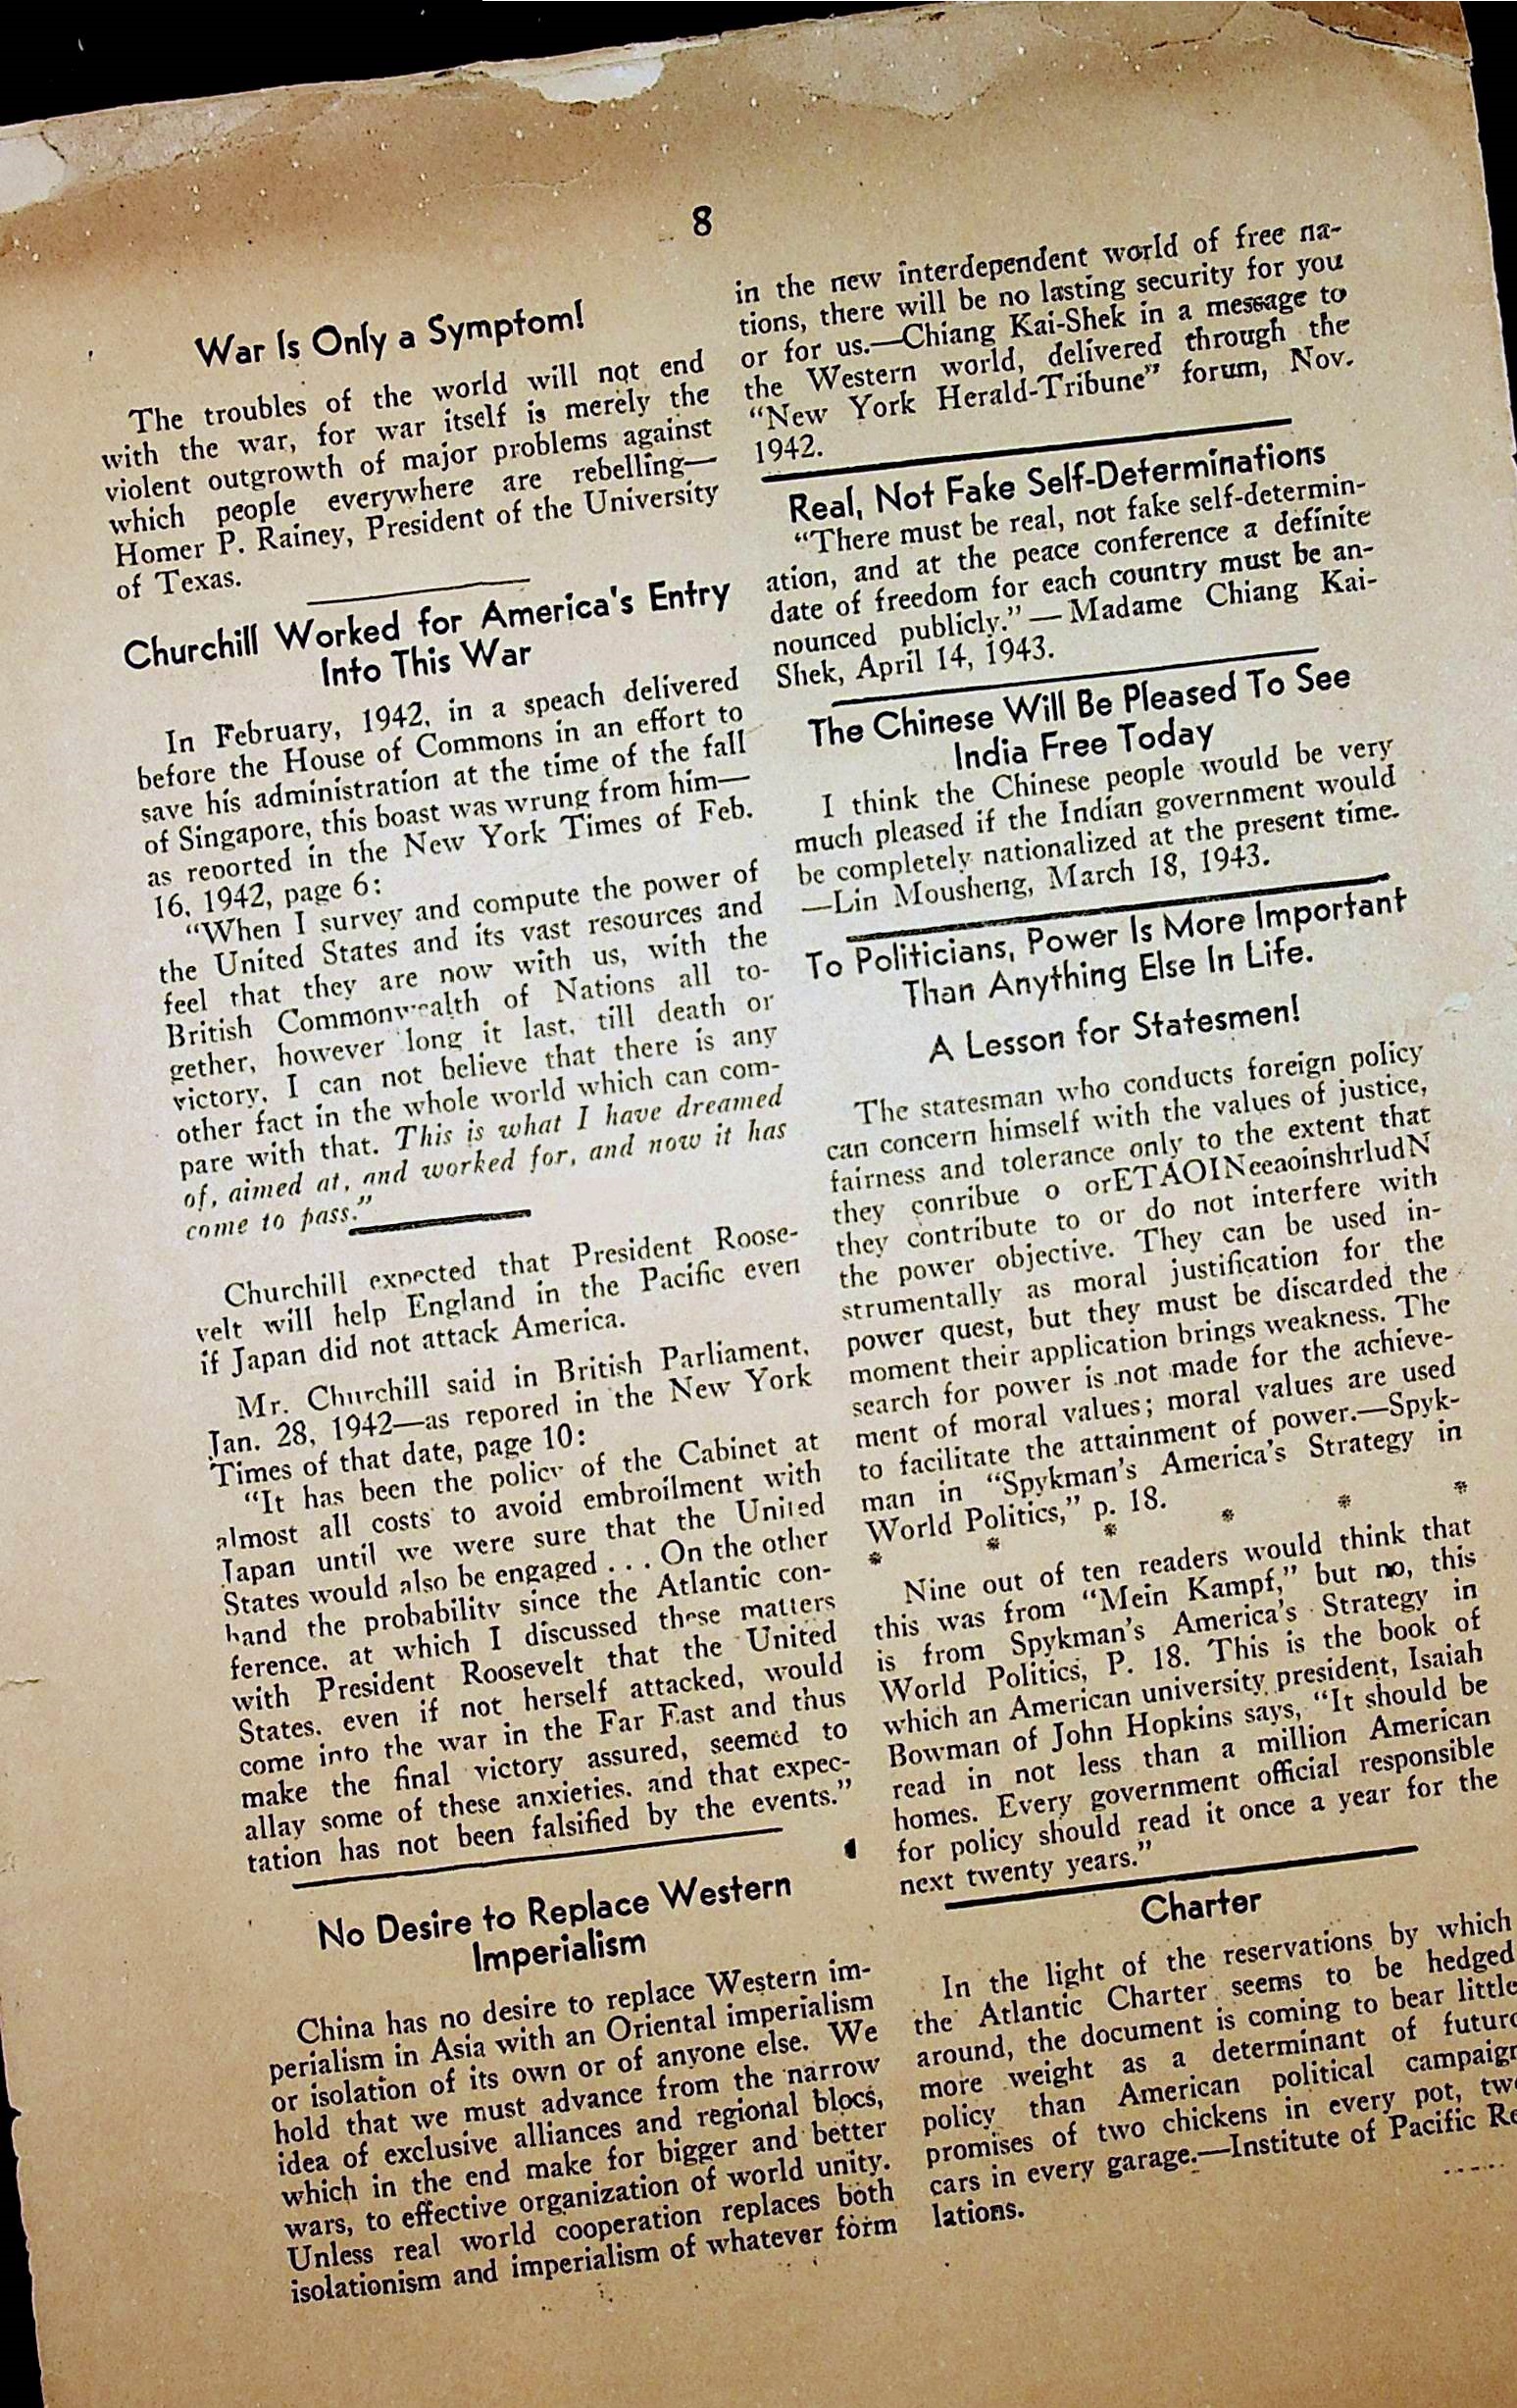 8
War Is Only a Symptom!
The troubles of the world will not end
with the war, for war itself is merely the
violent outgrowth of major problems against
which people everywhere are rebelling—
Homer P. Rainey, President of the University
of Texas.
Churchill Worked for America's Entry
Into This War
In February, 1942, in a speach delivered
before the House of Commons in an effort to
save his administration at the time of the fall
of Singapore, this boast was wrung from him—
as reported in the New York Times of Feb.
16, 1942, page 6:
“When I survey and compute the power of
the United States and its vast resources and
feel that they are now with us, with the
British Commonwealth of Nations all to-
gether, however long it last, till death or
victory, I can not believe that there is any
other fact in the whole world which can com-
pare with that. This is what I have dreamed
of, aimed at, and worked for, and now it has
come to pass.”
Churchill expected that President Roose-
velt will help England in the Pacific even
if Japan did not attack America.
Mr. Churchill said in British Parliament,
Jan. 28, 1942—as repored in the New York
Times of that date, page 10:
“It has been the policy of the Cabinet at
almost all costs to avoid embroilment with
Japan until we were sure that the United
States would also be engaged . . . On the other
hand the probability since the Atlantic con-
ference, at which I discussed these matters
with President Roosevelt that the United
States, even if not herself attacked, would
come into the war in the Far East and thus
make the final victory assured, seemed to
allay some of these anxieties, and that expec-
tation has not been falsified by the events.”
No Desire to Replace Western
Imperialism
China has no desire to replace Western im-
perialism in Asia with an Oriental imperialism
or isolation of its own or of anyone else. We
hold that we must advance from the narrow
idea of exclusive alliances and regional blocs,
which in the end make for bigger and better
wars, to effective organization of world unity.
Unless real world cooperation replaces both
isolationism and imperialism of whatever form
in the new interdependent world of free na-
tions, there will be no lasting security for you
or for us.—Chiang Kai-Shek in a message to
the Western world, delivered through the
“New York Herald-Tribune” forum, Nov.
1942.
Real, Not Fake Self-Determinations
“There must be real, not fake self-determin-
ation, and at the peace conference a definite
date of freedom for each country must be an-
nounced publicly.”—Madame Chiang Kai-
Shek, April 14, 1943.
The Chinese Will Be Pleased To See
India Free Today
I think the Chinese people would be very
much pleased if the Indian government would
be completely nationalized at the present time.
—Lin Mousheng, March 18, 1943.
To Politicians, Power Is More Important
Than Anything Else In Life.
A Lesson for Statesmen!
The statesman who conducts foreign policy
can concern himself with the values of justice,
fairness and tolerance only to the extent that
they conribue o orETAOINeeaoinshrludN
they contribute to or do not interfere with
the power objective. They can be used in-
strumentally as moral justification for the
power quest, but they must be discarded the
moment their application brings weakness. The
search for power is not made for the achieve-
ment of moral values; moral values are used
to facilitate the attainment of power.—Spyk-
man in “Spykman's America's Strategy in
World Politics,” p. 18.
* * * * * *
Nine out of ten readers would think that
this was from “Mein Kampf,” but no, this
is from Spykman's America's Strategy in
World Politics, P. 18. This is the book of
which an American university president, Isaiah
Bowman of John Hopkins says, “It should be
read in not less than a million American
homes. Every government official responsible
for policy should read it once a year for the
next twenty years.”
Charter
In the light of the reservations by which
the Atlantic Charter seems to be hedged
around, the document is coming to bear little
more weight as a determinant of future
policy than American political campaign
promises of two chickens in every pot, two
cars in every garage.—Institute of Pacific Re
lations.